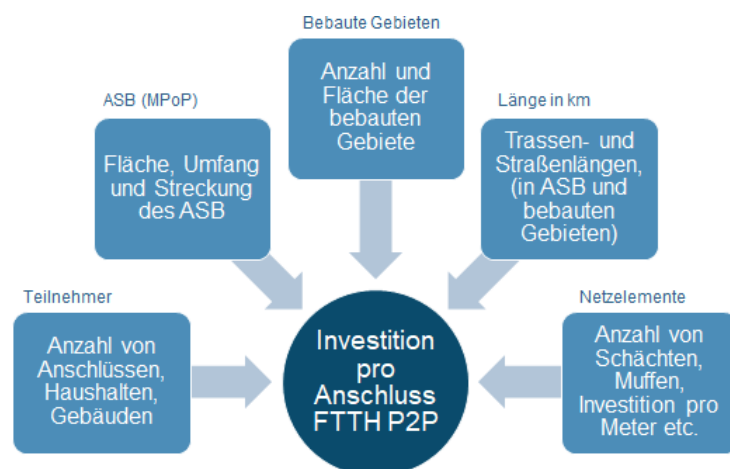 Bebaute Gebieten
Anzahl und
Fläche der
bebauten
Gebiete
ASB (MPoP)
Fläche, Umfang
und Streckung
des ASB
Länge in km
Trassen- und
Straßenlängen,
(in ASB und
bebauten
Gebieten)
Teilnehmer
Anzahl von
Anschlüssen,
Haushalten,
Gebäuden
Investition
pro
Anschluss
FTTH P2P
Netzelemente
Anzahl von
Schächten,
Muffen,
Investition pro
Meter etc.